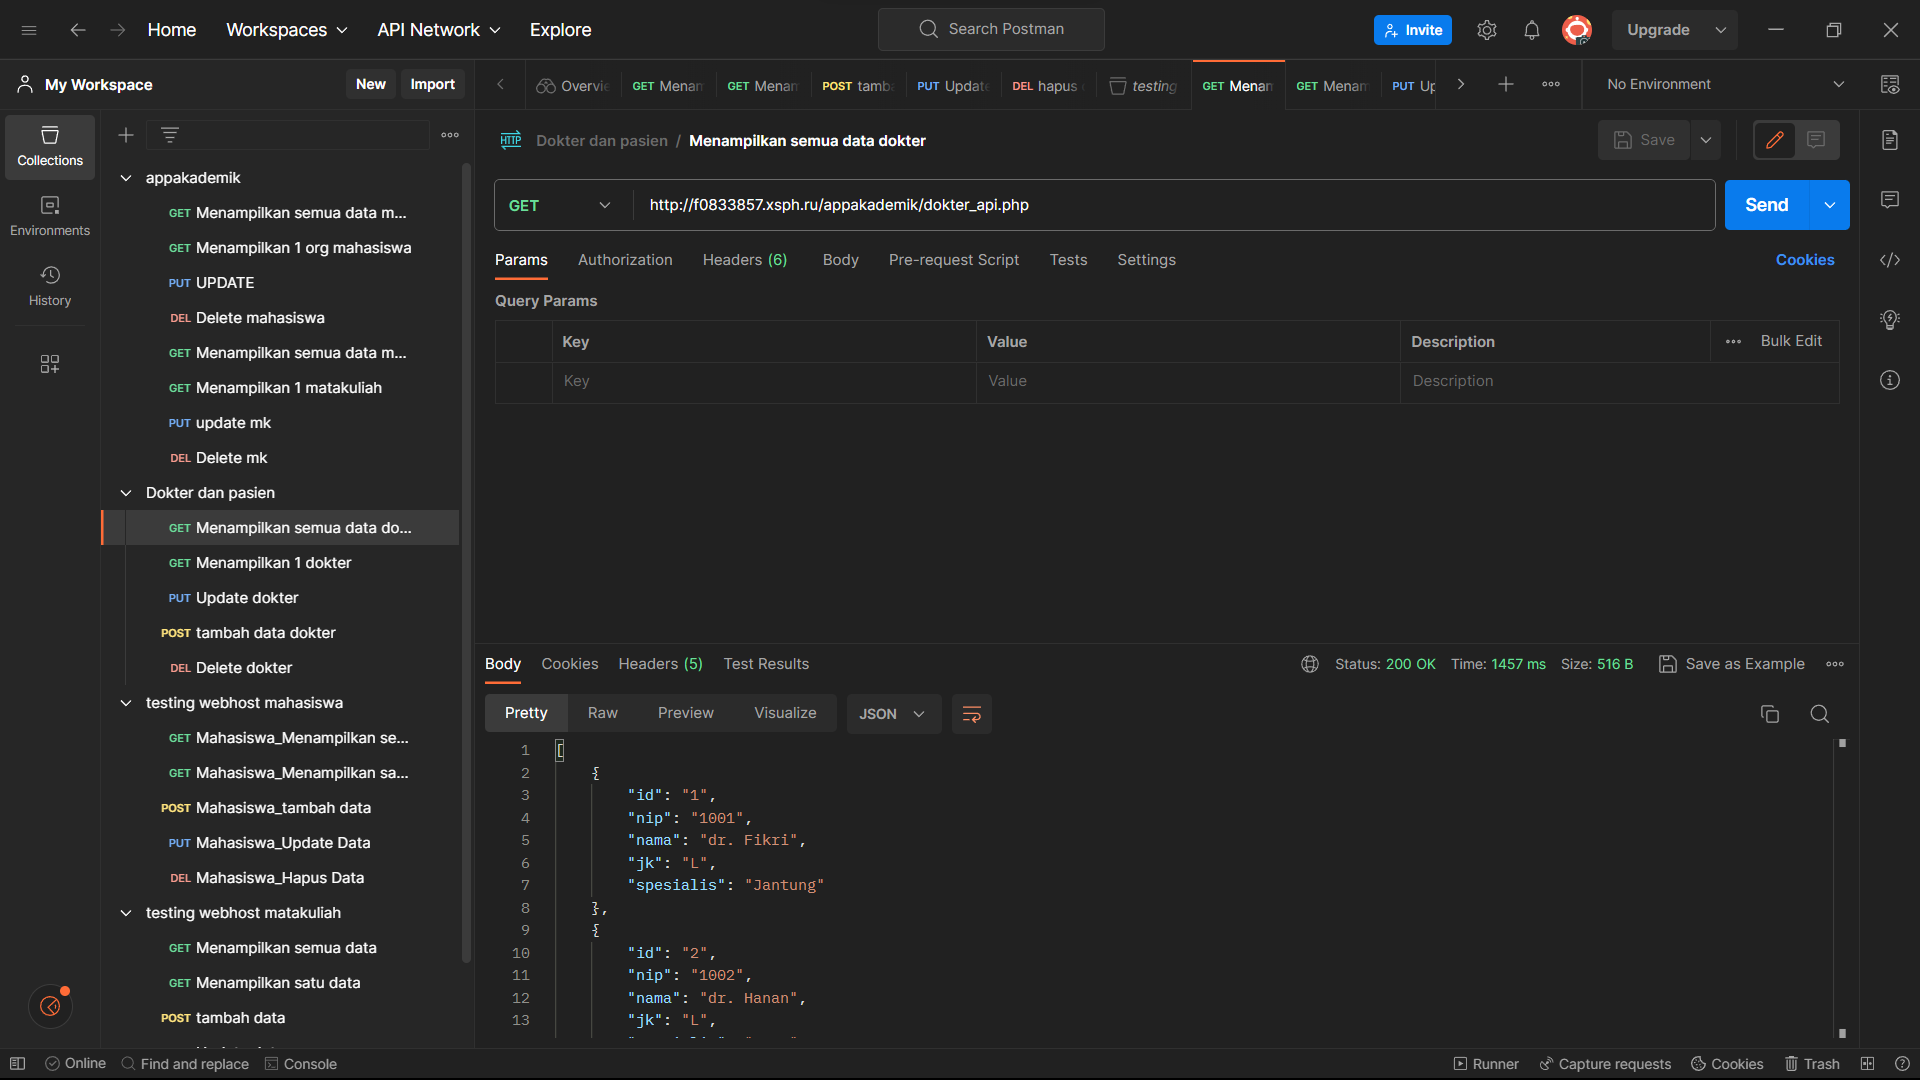 Home Workspaces API Network Explore Search Postman Invite Upgrade
My Workspace New Import
Overvie GET Menan GET Menan POST tamb PUT Update DEL hapus testing GET Menan GET Menam PUT Up No Environment
Collections
Environments
History
appakademik
GET Menampilkan semua data m...
GET Menampilkan 1 org mahasiswa
PUT UPDATE
DEL Delete mahasiswa
GET Menampilkan semua data m...
GET Menampilkan 1 matakuliah
PUT update mk
DEL Delete mk
Dokter dan pasien
GET Menampilkan semua data do...
GET Menampilkan 1 dokter
PUT Update dokter
POST tambah data dokter
DEL Delete dokter
testing webhost mahasiswa
GET Mahasiswa_Menampilkan se...
GET Mahasiswa_Menampilkan sa...
POST Mahasiswa_tambah data
PUT Mahasiswa_Update Data
DEL Mahasiswa_Hapus Data
testing webhost matakuliah
GET Menampilkan semua data
GET Menampilkan satu data
POST tambah data
HTTP Dokter dan pasien / Menampilkan semua data dokter Save
GET http://f0833857.xsph.ru/appakademik/dokter_api.php Send
Params Authorization Headers (6) Body Pre-request Script Tests Settings Cookies
Query Params
Key Value Description Bulk Edit
Key Value Description
Body Cookies Headers (5) Test Results Status: 200 OK Time: 1457 ms Size: 516 B Save as Example
Pretty Raw Preview Visualize JSON
1 [
2 {
3 "id": "1",
4 "nip": "1001",
5 "nama": "dr. Fikri",
6 "jk": "L",
7 "spesialis": "Jantung"
8 },
9 {
10 "id": "2",
11 "nip": "1002",
12 "nama": "dr. Hanan",
13 "jk": "L",
Online Find and replace Console Runner Capture requests Cookies Trash